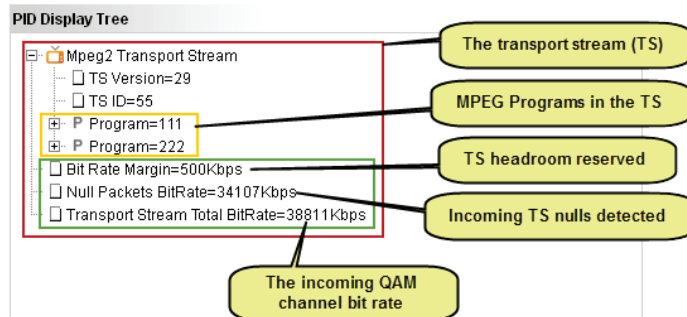 PID Display Tree
Mpeg2 Transport Stream
TS Version=29
TS ID=55
P Program=111
P Program=222
Bit Rate Margin=500Kbps
Null Packets BitRate=34107Kbps
Transport Stream Total BitRate=38811Kbps
The transport stream (TS)
MPEG Programs in the TS
TS headroom reserved
Incoming TS nulls detected
The incoming QAM
channel bit rate